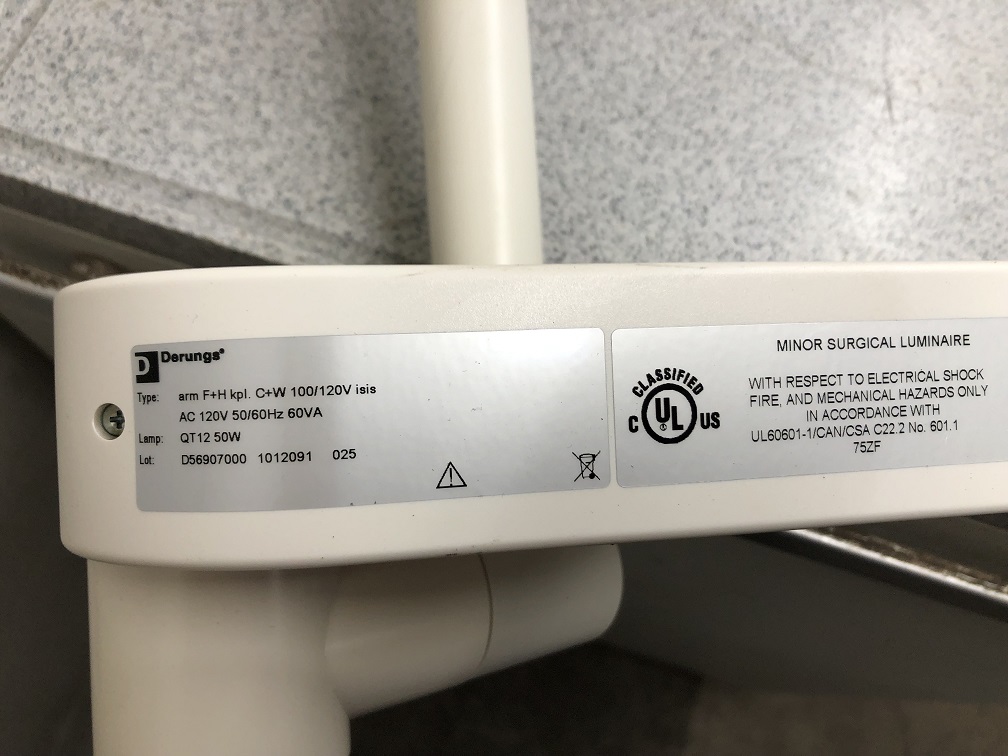 D Derungs®
Type: arm F+H kpl. C+W 100/120V isis
AC 120V 50/60Hz 60VA
Lamp: QT12 50W
Lot: D56907000 1012091 025
MINOR SURGICAL LUMINAIRE
CLASSIFIED
C UL® US
WITH RESPECT TO ELECTRICAL SHOCK
FIRE, AND MECHANICAL HAZARDS ONLY
IN ACCORDANCE WITH
UL60601-1/CAN/CSA C22.2 No. 601.1
75ZF